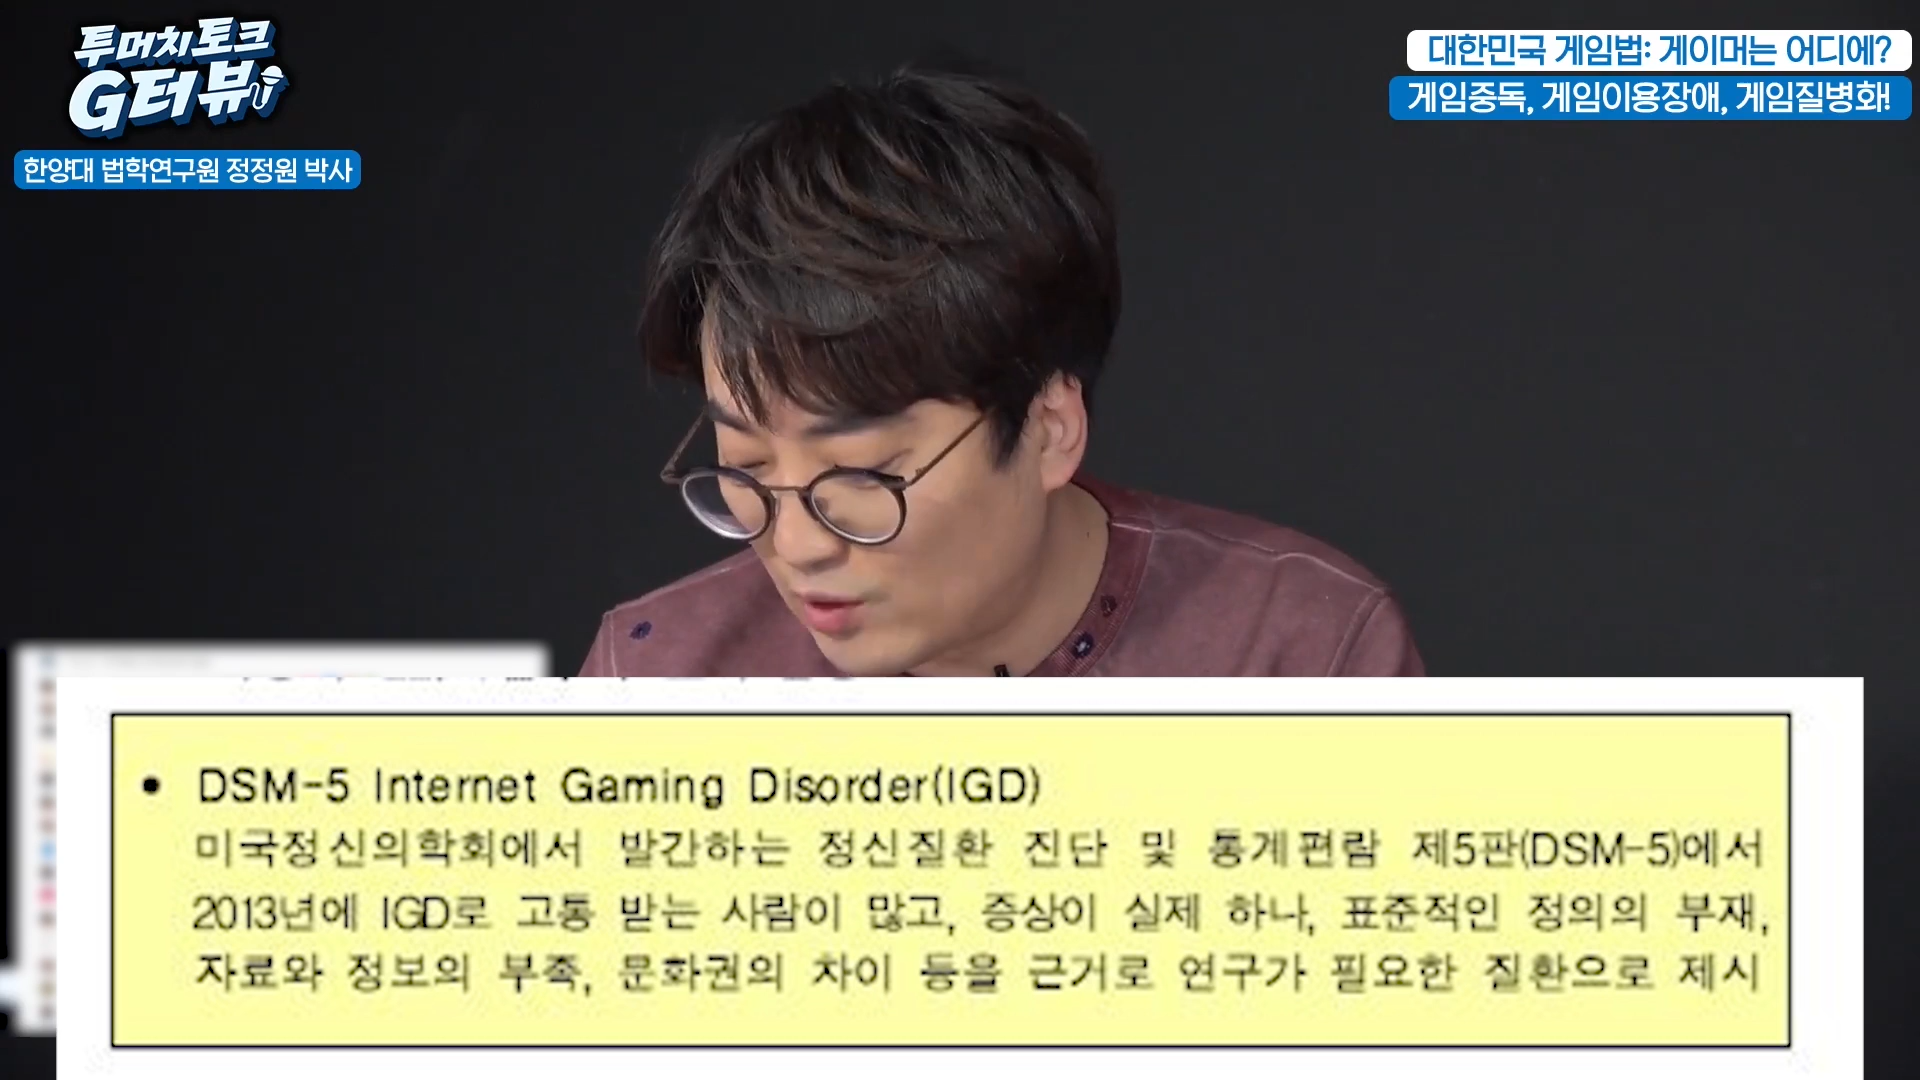 투머치토크
G터뷰
한양대 법학연구원 정정원 박사
대한민국 게임법: 게이머는 어디에?
게임중독, 게임이용장애, 게임질병화!
• DSM-5 Internet Gaming Disorder(IGD)
미국정신의학회에서 발간하는 정신질환 진단 및 통계편람 제5판(DSM-5)에서
2013년에 IGD로 고통 받는 사람이 많고, 증상이 실제 하나, 표준적인 정의의 부재,
자료와 정보의 부족, 문화권의 차이 등을 근거로 연구가 필요한 질환으로 제시